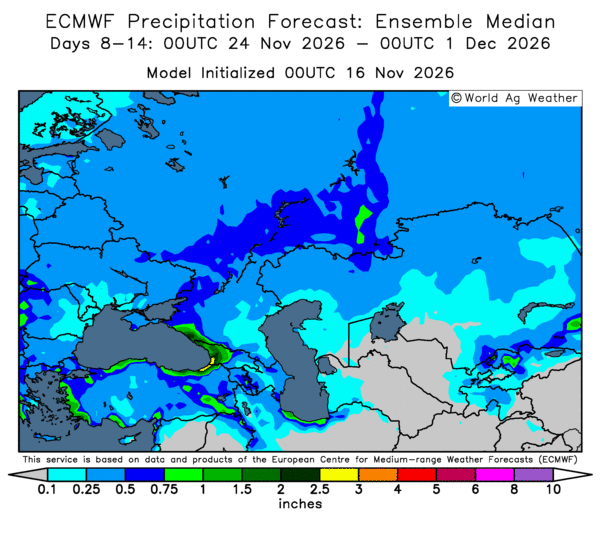 ECMWF Precipitation Forecast: Ensemble Median
Days 8–14: 00UTC 24 Nov 2026 – 00UTC 1 Dec 2026
Model Initialized 00UTC 16 Nov 2026
© World Ag Weather
This service is based on data and products of the European Centre for Medium-range Weather Forecasts (ECMWF)
0.1 0.25 0.5 0.75 1 1.5 2 2.5 3 4 5 6 8 10
inches